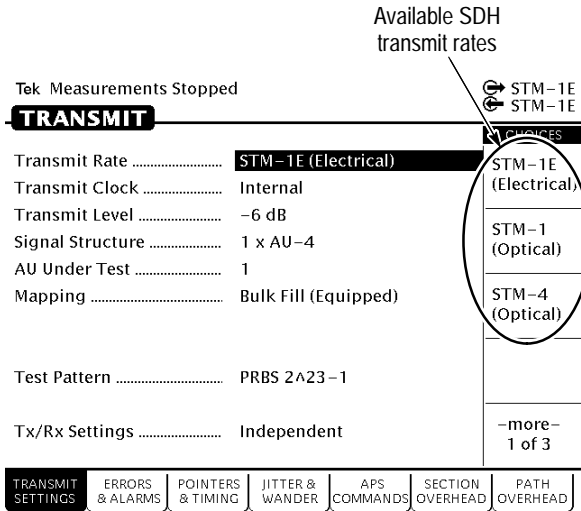 Available SDH
transmit rates
Tek Measurements Stopped
STM-1E
STM-1E
TRANSMIT
CHOICES
Transmit Rate ........................ STM-1E (Electrical)
Transmit Clock ...................... Internal
Transmit Level ...................... -6 dB
Signal Structure ................... 1 x AU-4
AU Under Test ....................... 1
Mapping .................................. Bulk Fill (Equipped)
Test Pattern ........................... PRBS 2^23-1
Tx/Rx Settings ..................... Independent
STM-1E
(Electrical)
STM-1
(Optical)
STM-4
(Optical)
-more-
1 of 3
TRANSMIT
SETTINGS
ERRORS
& ALARMS
POINTERS
& TIMING
JITTER &
WANDER
APS
COMMANDS
SECTION
OVERHEAD
PATH
OVERHEAD